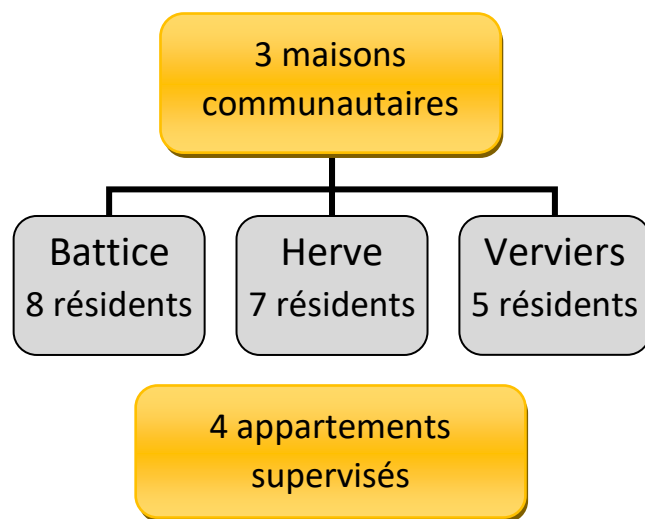 3 maisons
communautaires
Battice
8 résidents
Herve
7 résidents
Verviers
5 résidents
4 appartements
supervisés